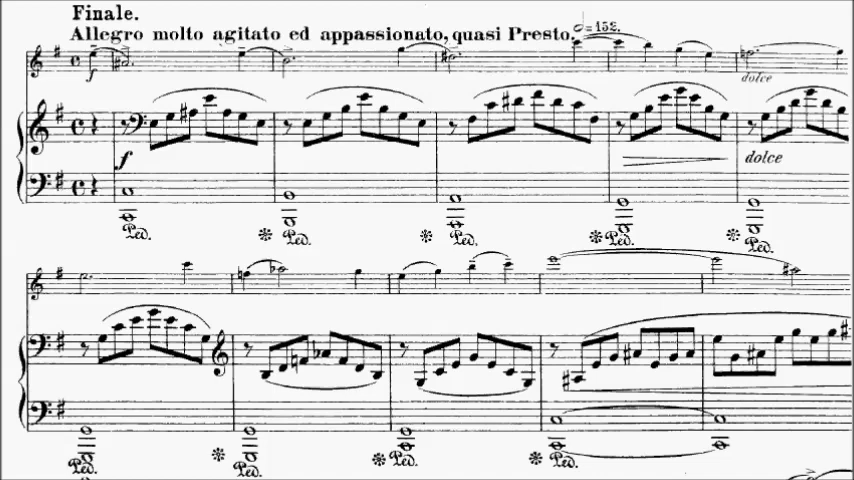 Finale.
Allegro molto agitato ed appassionato, quasi Presto. = 152.
f
dolce
f
dolce
Ped. Ped. Ped. Ped. Ped.
Ped. Ped. Ped. Ped.